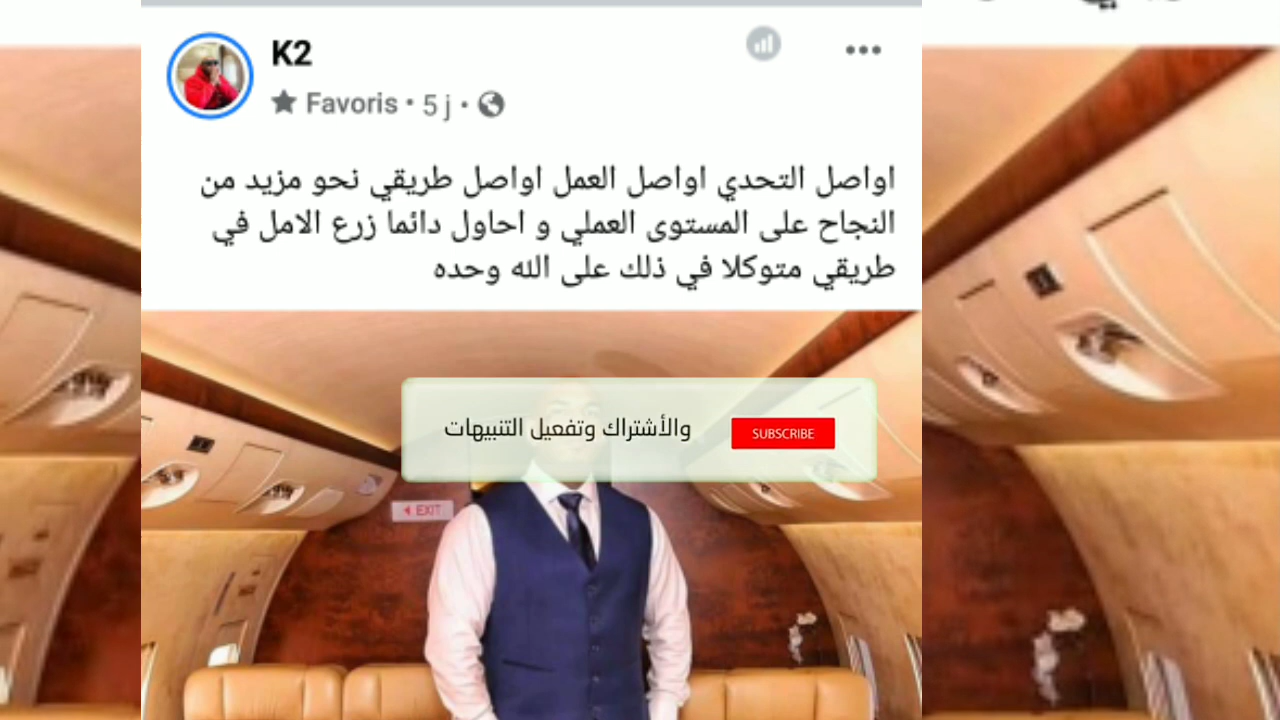 K2
Favoris • 5 j •
اواصل التحدي اواصل العمل اواصل طريقي نحو مزيد من
النجاح على المستوى العملي و احاول دائما زرع الامل في
طريقي متوكلا في ذلك على الله وحده
والأشتراك وتفعيل التنبيهات
SUBSCRIBE
EXIT